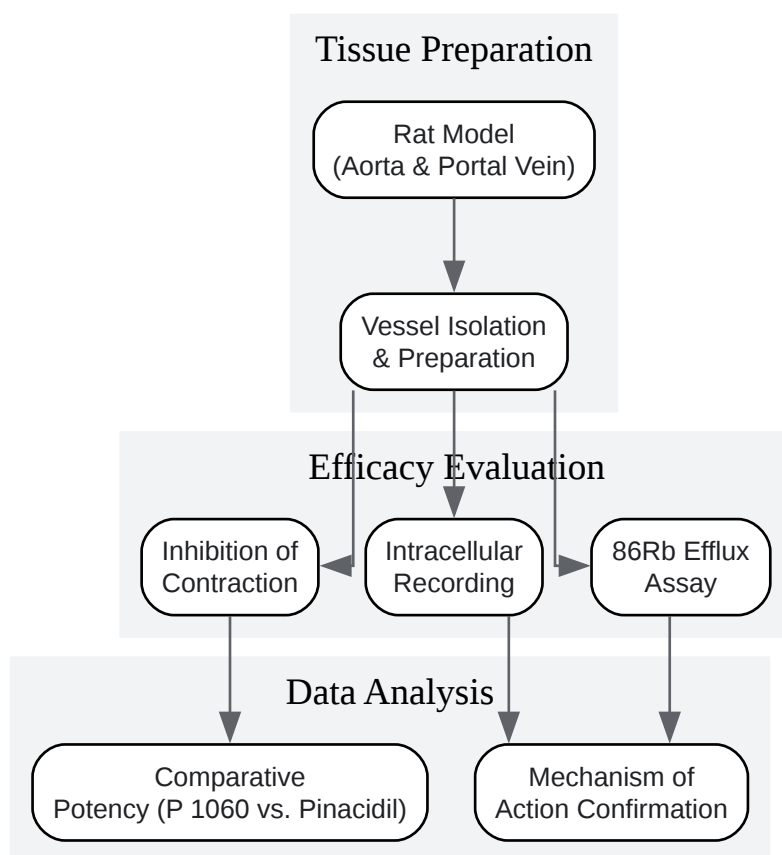 Tissue Preparation
Rat Model
(Aorta & Portal Vein)
Vessel Isolation
& Preparation
Efficacy Evaluation
Inhibition of
Contraction
Intracellular
Recording
86Rb Efflux
Assay
Data Analysis
Comparative
Potency (P 1060 vs. Pinacidil)
Mechanism of
Action Confirmation